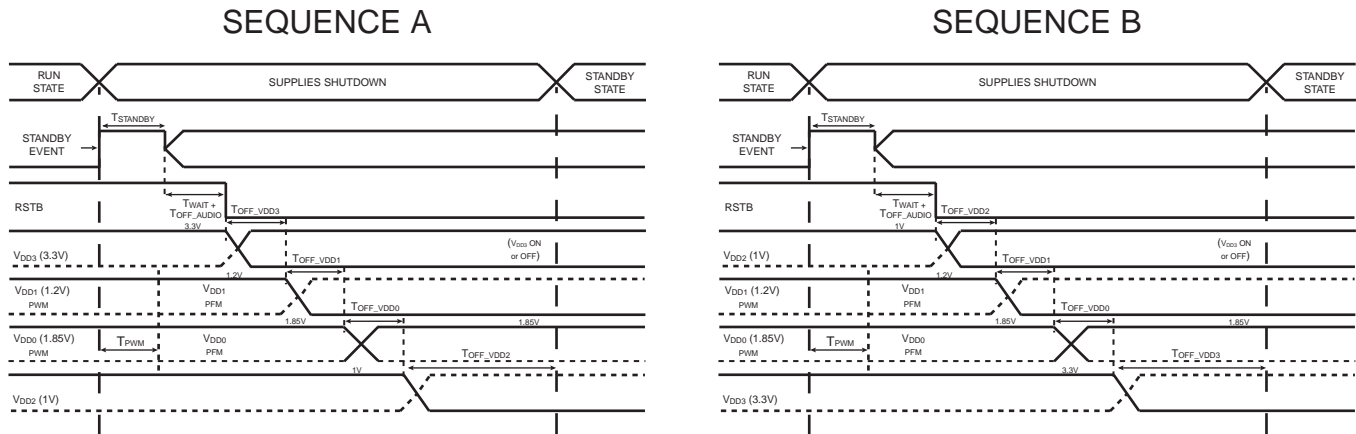 SEQUENCE A
RUN
STATE
SUPPLIES SHUTDOWN
STANDBY
STATE
TSTANDBY
STANDBY
EVENT
RSTB
TWAIT +
TOFF_AUDIO
TOFF_VDD3
3.3V
VDD3 (3.3V)
(VDD3 ON
or OFF)
TOFF_VDD1
1.2V
VDD1 (1.2V)
PWM
VDD1
PFM
TOFF_VDD0
1.85V
1.85V
VDD0 (1.85V)
PWM
TPWM
VDD0
PFM
TOFF_VDD2
1V
VDD2 (1V)
SEQUENCE B
RUN
STATE
SUPPLIES SHUTDOWN
STANDBY
STATE
TSTANDBY
STANDBY
EVENT
RSTB
TWAIT +
TOFF_AUDIO
TOFF_VDD2
1V
VDD2 (1V)
(VDD3 ON
or OFF)
TOFF_VDD1
1.2V
VDD1 (1.2V)
PWM
VDD1
PFM
TOFF_VDD0
1.85V
1.85V
VDD0 (1.85V)
PWM
TPWM
VDD0
PFM
TOFF_VDD3
3.3V
VDD3 (3.3V)